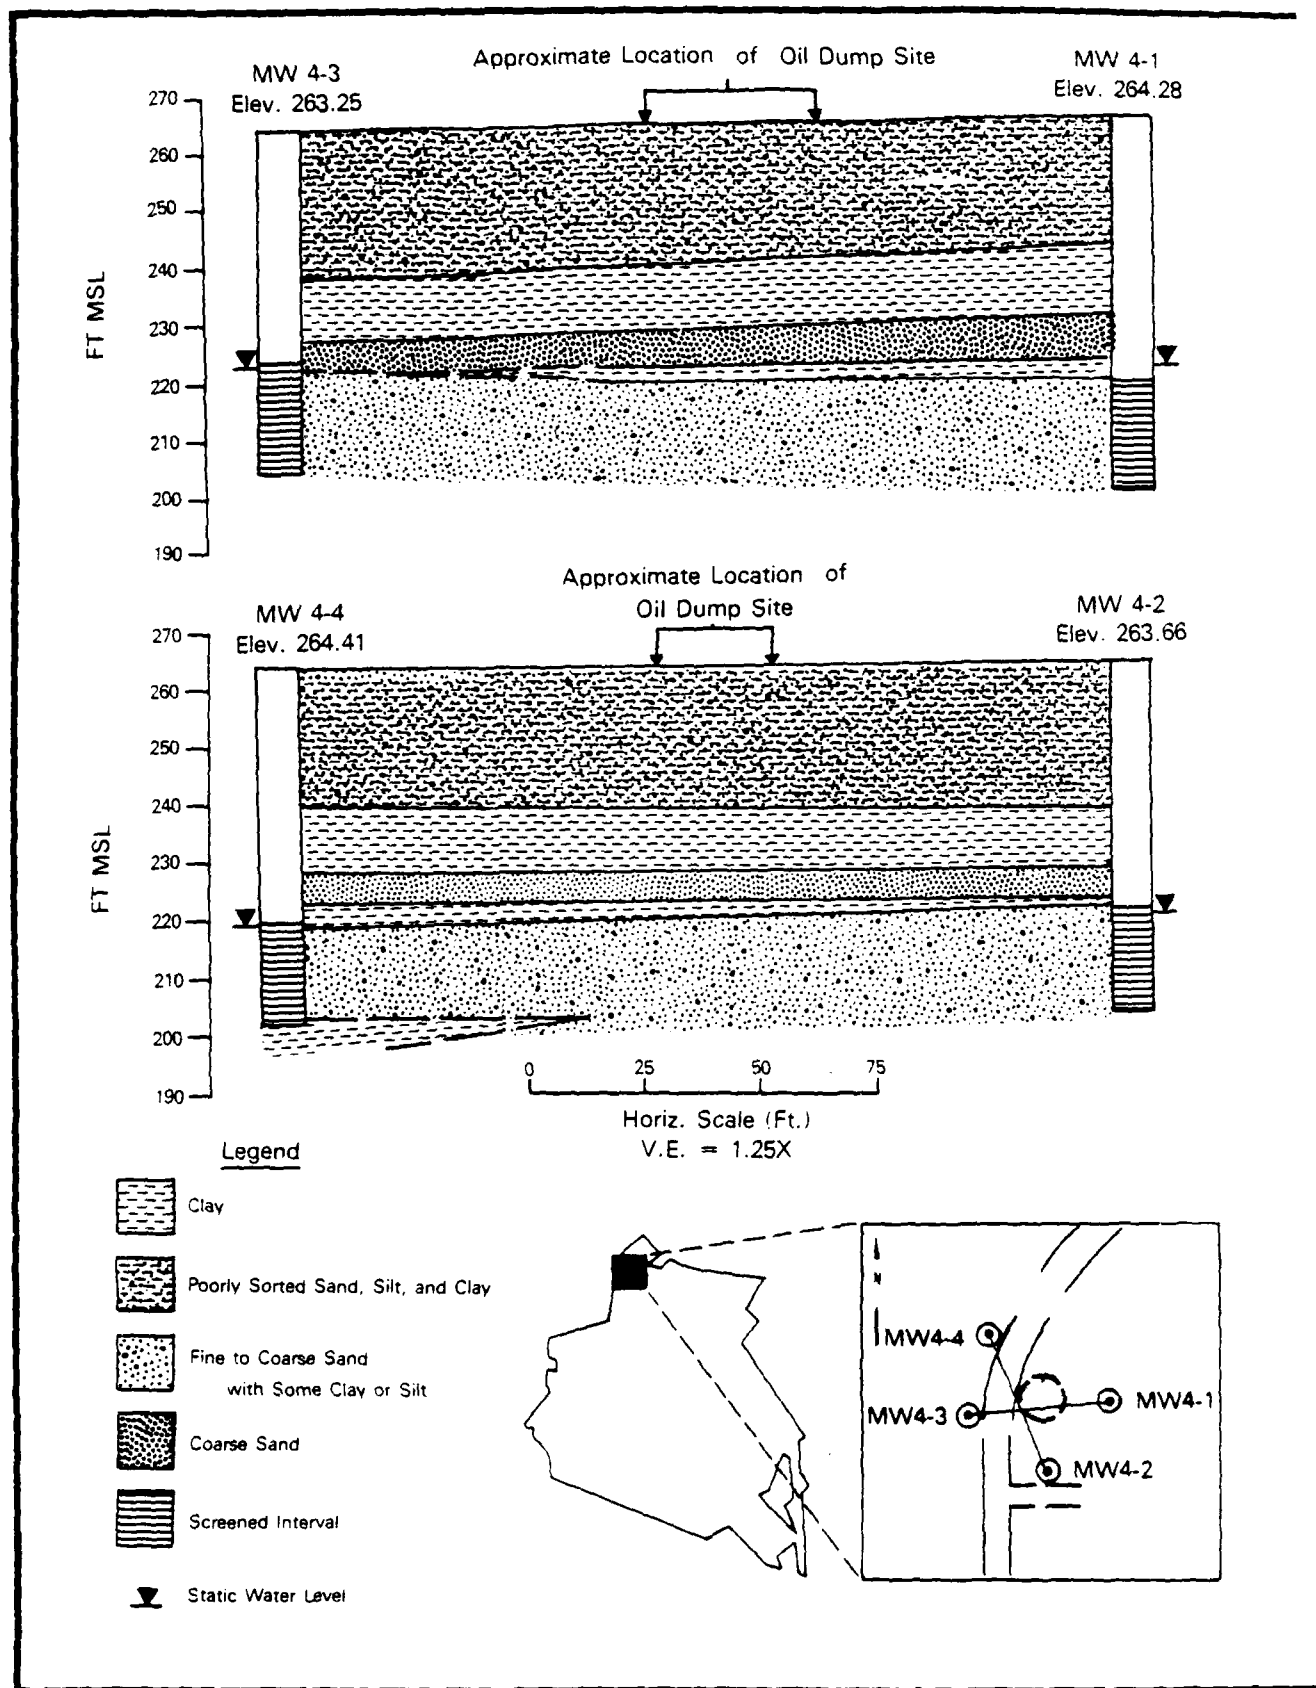 Approximate Location of Oil Dump Site
MW 4-3
Elev. 263.25
MW 4-1
Elev. 264.28
270
260
250
240
230
220
210
200
190
FT MSL
Approximate Location of
Oil Dump Site
MW 4-4
Elev. 264.41
MW 4-2
Elev. 263.66
270
260
250
240
230
220
210
200
190
FT MSL
0 25 50 75
Horiz. Scale (Ft.)
V.E. = 1.25X
Legend
Clay
Poorly Sorted Sand, Silt, and Clay
Fine to Coarse Sand
with Some Clay or Silt
Coarse Sand
Screened Interval
Static Water Level
N
MW4-4
MW4-3
MW4-1
MW4-2